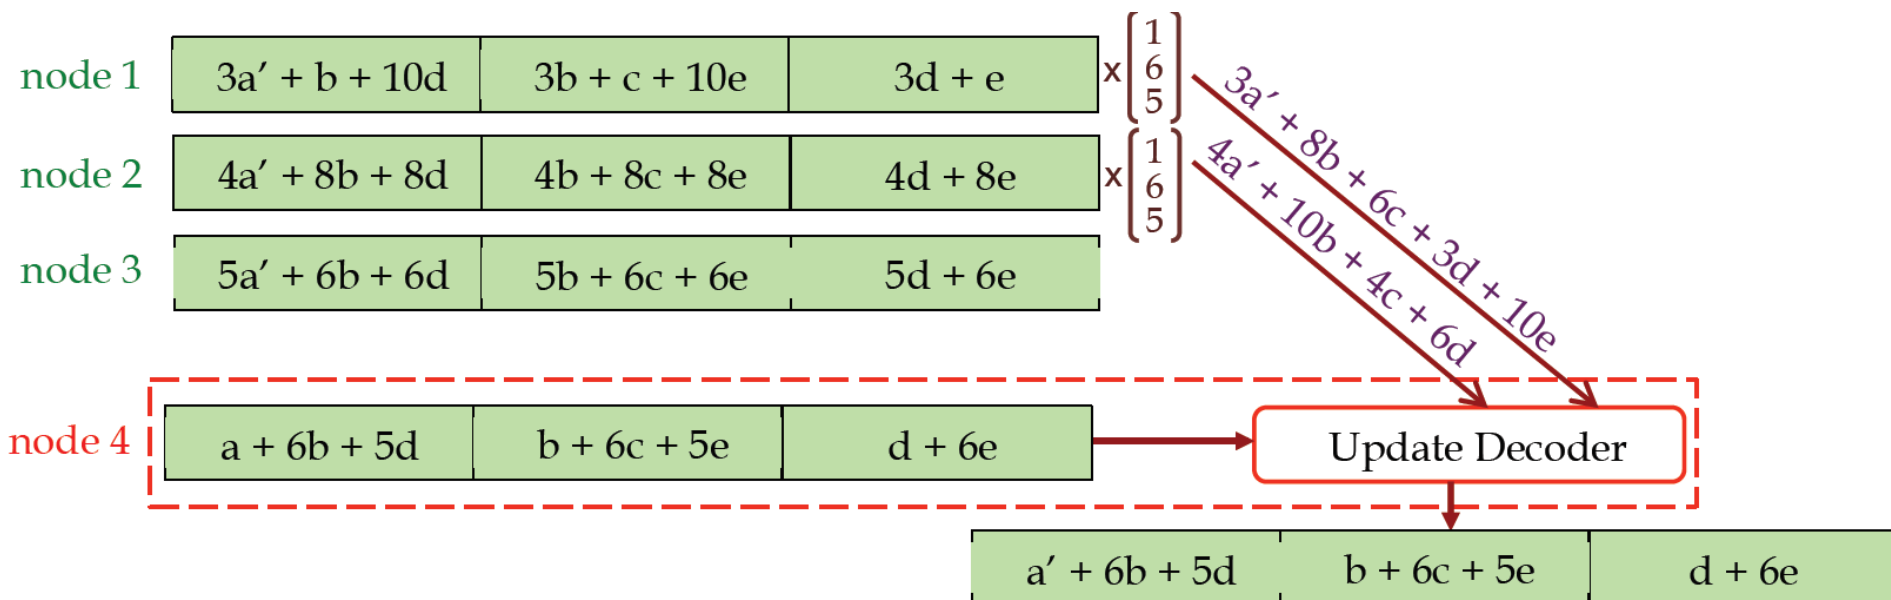 node 1 3a′ + b + 10d 3b + c + 10e 3d + e x 1 6 5
3a′ + 8b + 6c + 3d + 10e
node 2 4a′ + 8b + 8d 4b + 8c + 8e 4d + 8e x 1 6 5
4a′ + 10b + 4c + 6d
node 3 5a′ + 6b + 6d 5b + 6c + 6e 5d + 6e
node 4 a + 6b + 5d b + 6c + 5e d + 6e Update Decoder
a′ + 6b + 5d b + 6c + 5e d + 6e